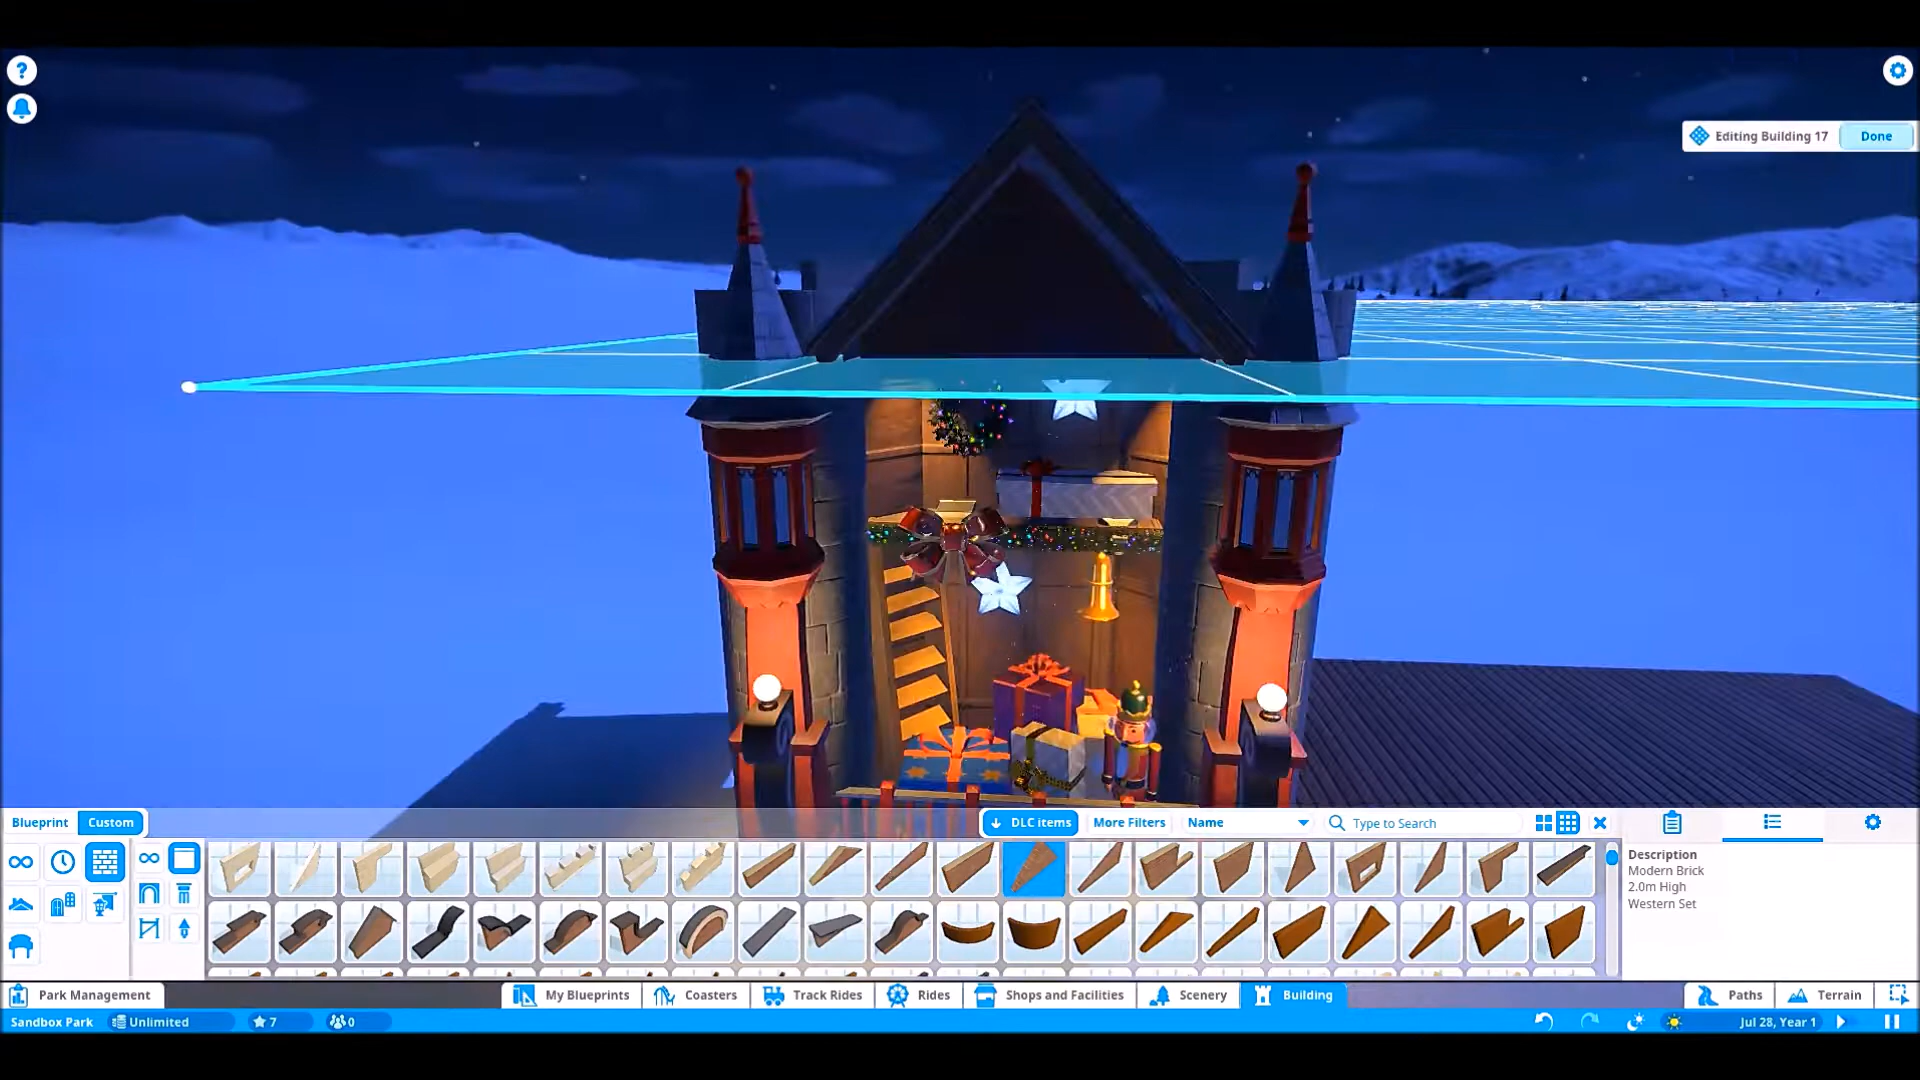 ?
Editing Building 17
Done
Blueprint
Custom
DLC items
More Filters
Name
Type to Search
Description
Modern Brick
2.0m High
Western Set
Park Management
My Blueprints
Coasters
Track Rides
Rides
Shops and Facilities
Scenery
Building
Paths
Terrain
Sandbox Park
Unlimited
7
0
Jul 28, Year 1